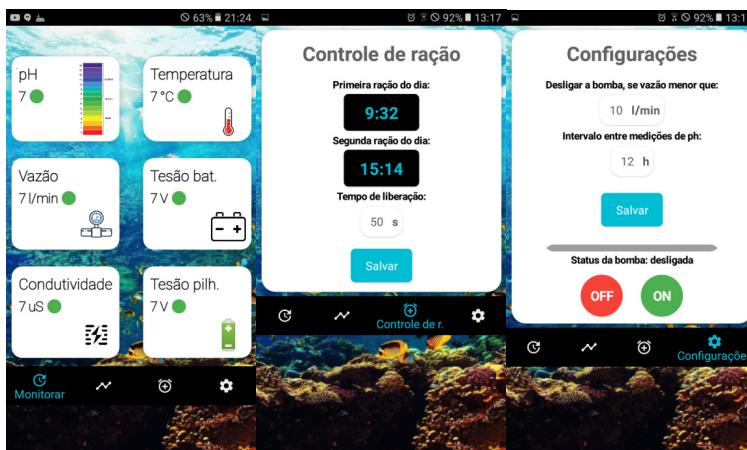 63% 21:24
pH
7
Temperatura
7 °C
Vazão
7 l/min
Tesão bat.
7 V
Condutividade
7 uS
Tesão pilh.
7 V
Monitorar
92% 13:17
Controle de ração
Primeira ração do dia:
9:32
Segunda ração do dia:
15:14
Tempo de liberação:
50 s
Salvar
Controle de r.
92% 13:1
Configurações
Desligar a bomba, se vazão menor que:
10 l/min
Intervalo entre medições de ph:
12 h
Salvar
Status da bomba: desligada
OFF ON
Configuraçõe